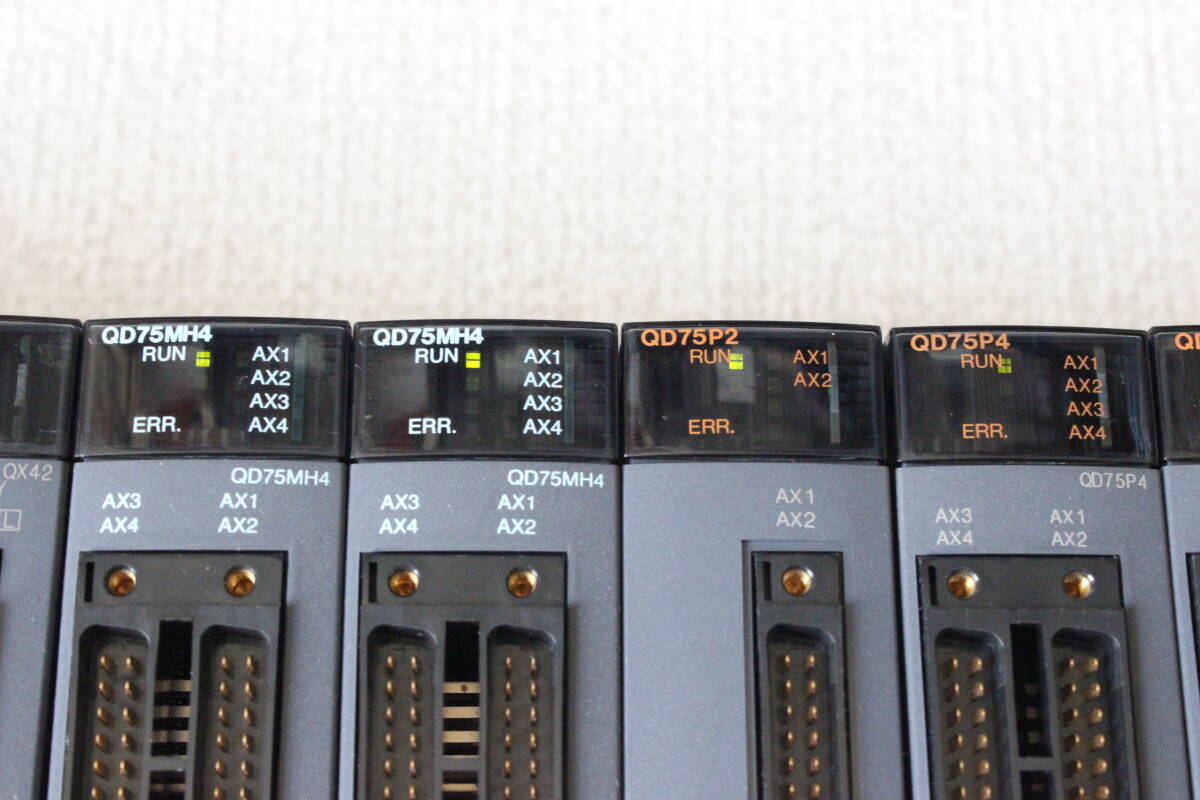 QX42
L
QD75MH4
RUN AX1
AX2
AX3
ERR. AX4
QD75MH4
AX3 AX1
AX4 AX2
QD75MH4
RUN AX1
AX2
AX3
ERR. AX4
QD75MH4
AX3 AX1
AX4 AX2
QD75P2
RUN AX1
AX2
ERR.
AX1
AX2
QD75P4
RUN AX1
AX2
AX3
ERR. AX4
QD75P4
AX3 AX1
AX4 AX2